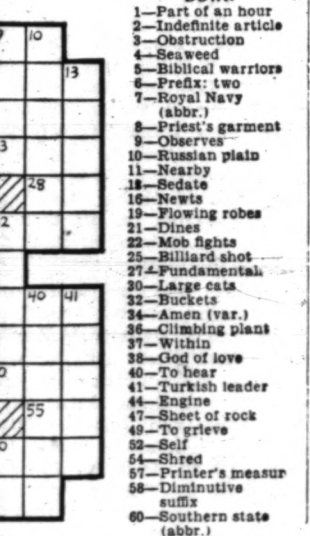 1—Part of an hour
2—Indefinite article
3—Obstruction
4—Seaweed
5—Biblical warriors
6—Prefix: two
7—Royal Navy
(abbr.)
8—Priest's garment
9—Observes
10—Russian plain
11—Nearby
13—Sedate
16—Newts
19—Flowing robes
21—Dines
22—Mob fights
25—Billiard shot
27—Fundamental
30—Large cats
32—Buckets
34—Amen (var.)
36—Climbing plant
37—Within
38—God of love
40—To hear
41—Turkish leader
44—Engine
47—Sheet of rock
49—To grieve
52—Self
54—Shred
57—Printer's measur
58—Diminutive
suffix
60—Southern state
(abbr.)
10
13
28
40 41
55